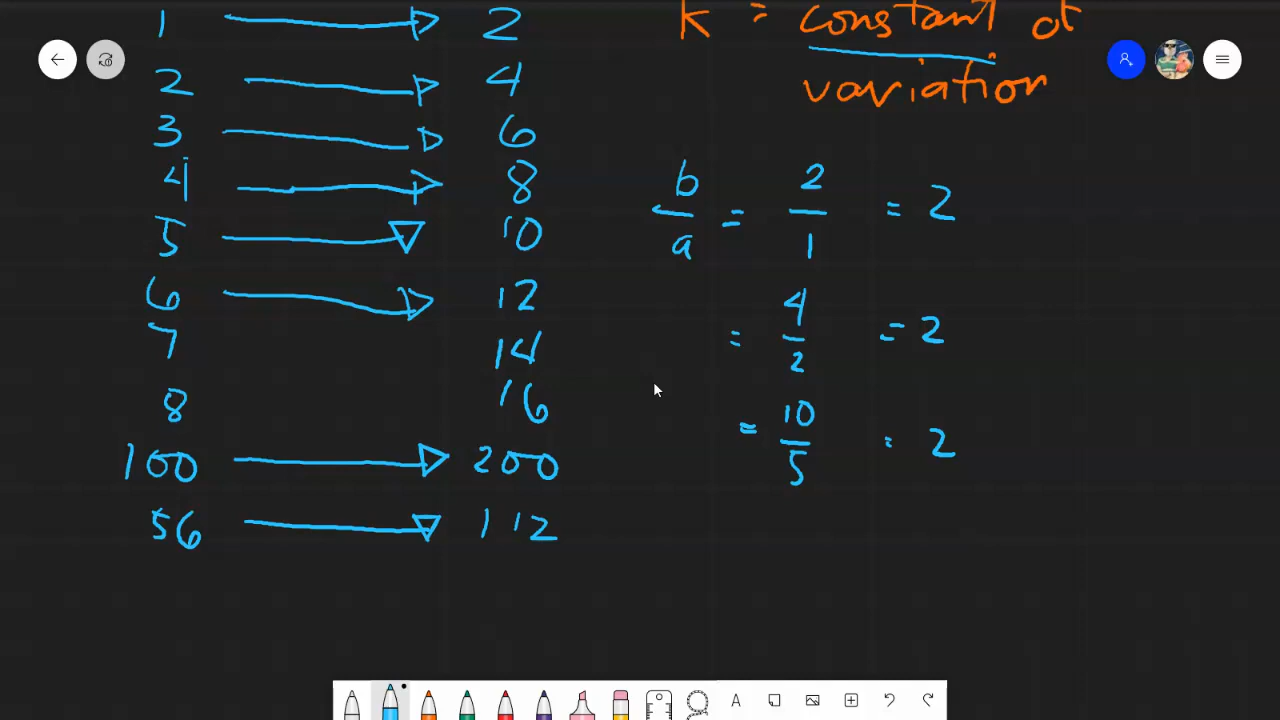 1 → 2
2 → 4
3 → 6
4 → 8
5 → 10
6 → 12
7 14
8 16
100 → 200
56 → 112
k = constant of
variation
b/a = 2/1 = 2
= 4/2 = 2
= 10/5 = 2
A